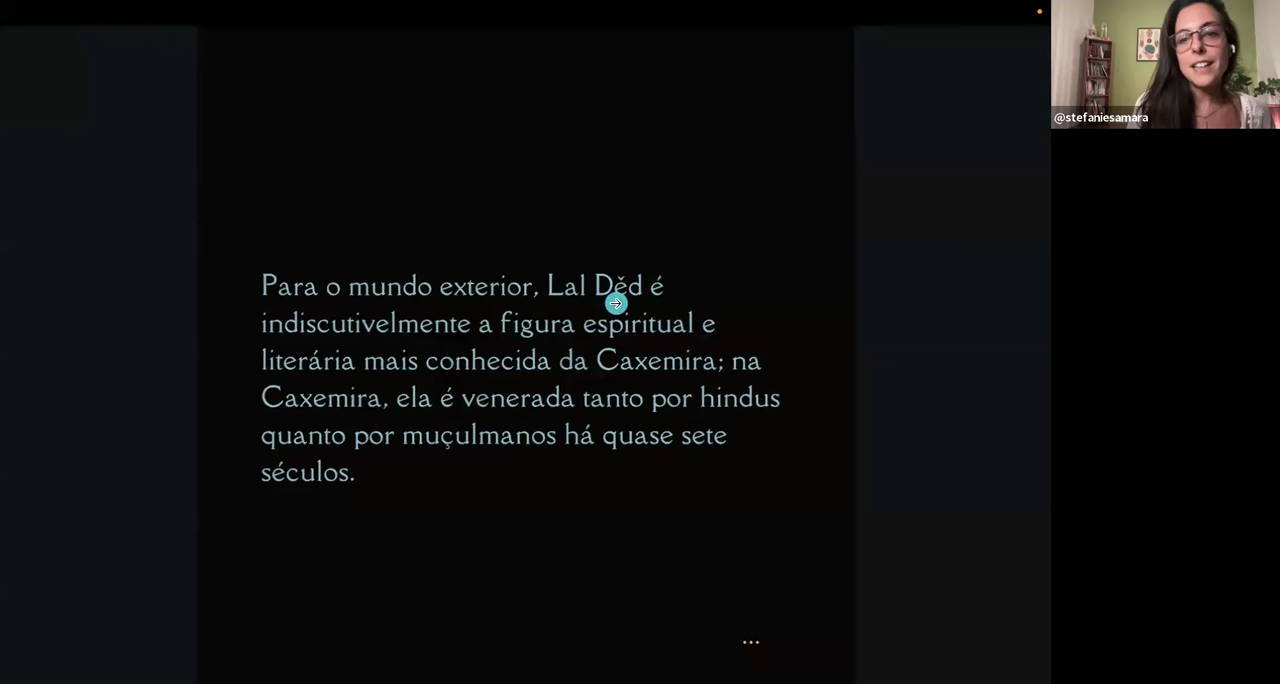 Para o mundo exterior, Lal Dĕd é
indiscutivelmente a figura espiritual e
literária mais conhecida da Caxemira; na
Caxemira, ela é venerada tanto por hindus
quanto por muçulmanos há quase sete
séculos.
...
@stefaniesamara